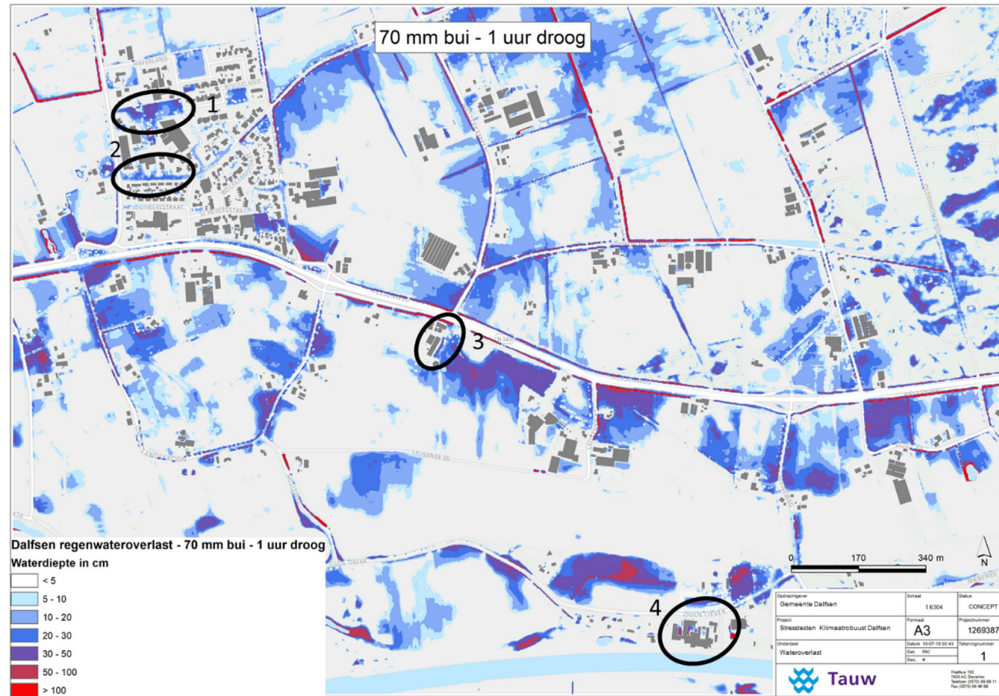 70 mm bui - 1 uur droog
1
2
3
N340
4
Dalfsen regenwateroverlast - 70 mm bui - 1 uur droog
Waterdiepte in cm
< 5
5 - 10
10 - 20
20 - 30
30 - 50
50 - 100
> 100
0 170 340 m
N
Opdrachtgever
Gemeente Dalfsen
Schaal
1:6304
Status
CONCEPT
Project
Stresstesten Klimaatrobuust Dalfsen
Formaat
A3
Projectnummer
1269387
Onderdeel
Wateroverlast
Tekeningnummer
1
Tauw